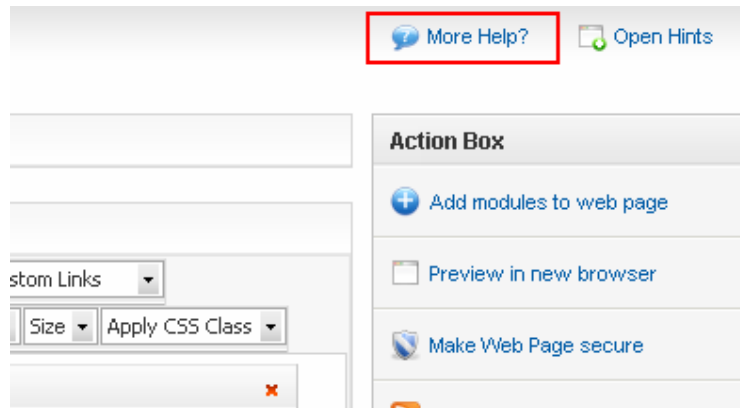 More Help?
Open Hints
Action Box
Add modules to web page
stom Links
Preview in new browser
Size
Apply CSS Class
Make Web Page secure